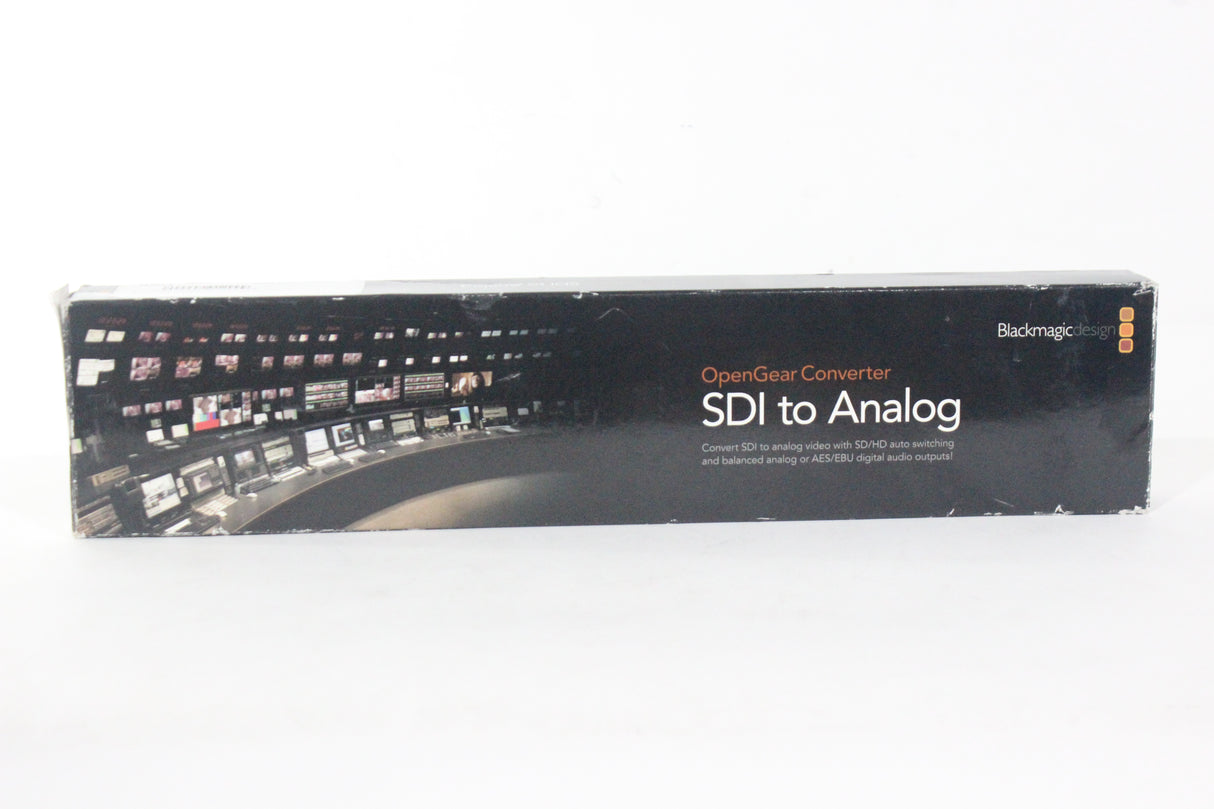 Blackmagicdesign
OpenGear Converter
SDI to Analog
Convert SDI to analog video with SD/HD auto switching
and balanced analog or AES/EBU digital audio outputs!